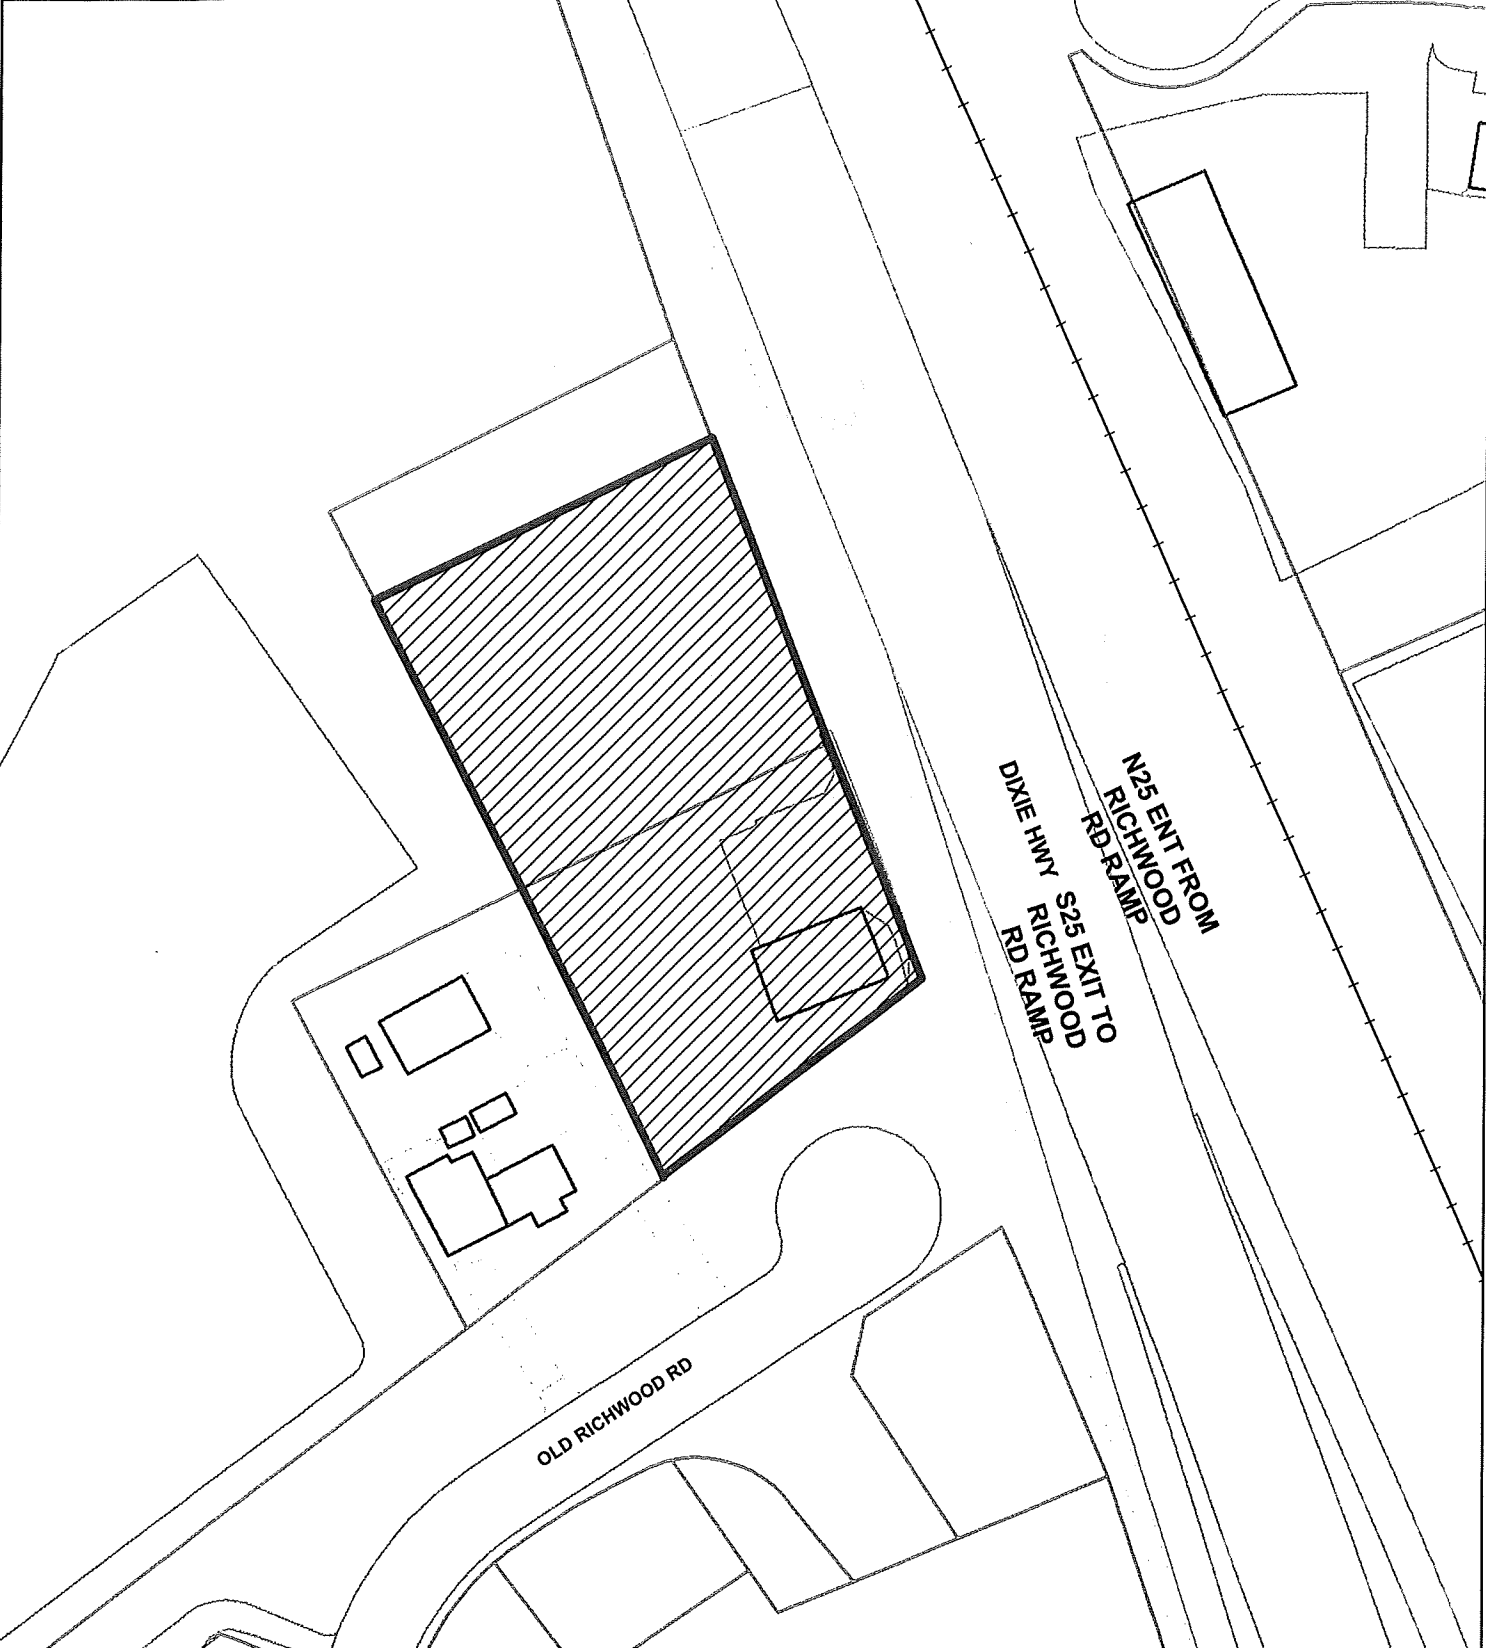 N25 ENT FROM
RICHWOOD
RD RAMP
DIXIE HWY
S25 EXIT TO
RICHWOOD
RD RAMP
OLD RICHWOOD RD